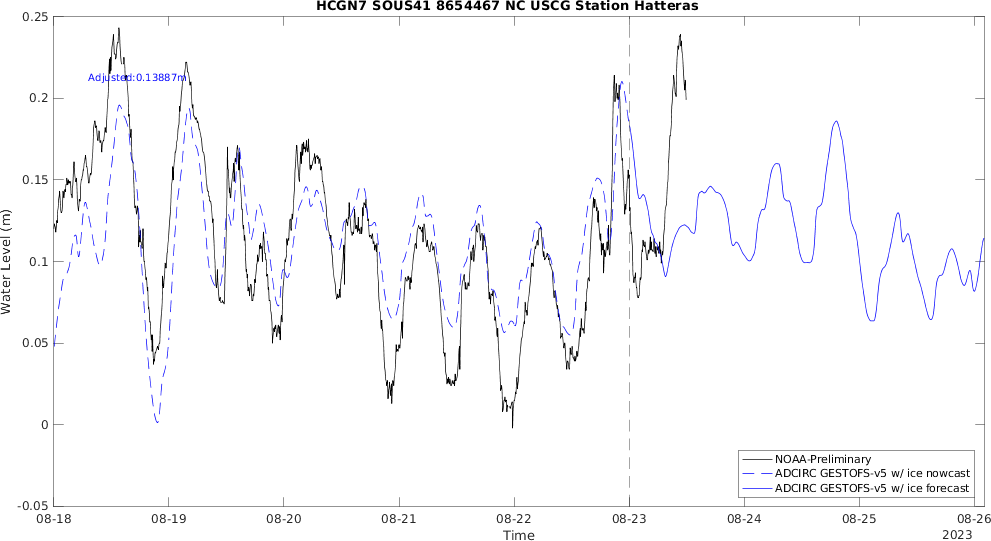 HCGN7 SOUS41 8654467 NC USCG Station Hatteras
0.25
Adjusted:0.13887m
0.2
0.15
0.1
0.05
0
-0.05
Water Level (m)
NOAA-Preliminary
ADCIRC GESTOFS-v5 w/ ice nowcast
ADCIRC GESTOFS-v5 w/ ice forecast
08-18 08-19 08-20 08-21 08-22 08-23 08-24 08-25 08-26
Time
2023